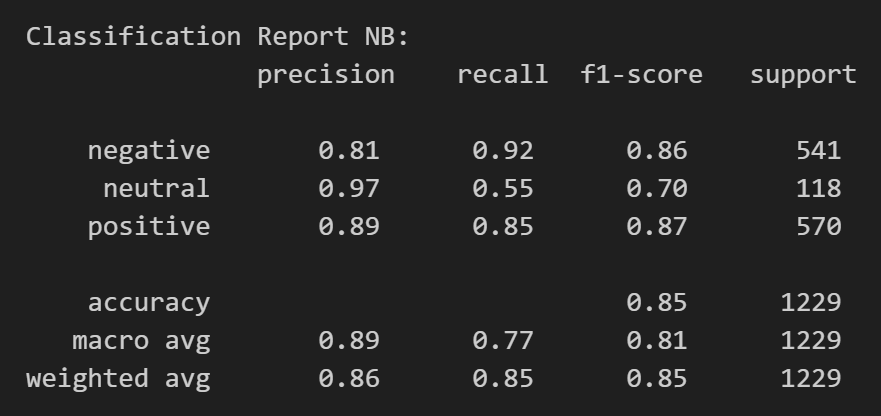 Classification Report NB:
precision recall f1-score support
negative 0.81 0.92 0.86 541
neutral 0.97 0.55 0.70 118
positive 0.89 0.85 0.87 570
accuracy 0.85 1229
macro avg 0.89 0.77 0.81 1229
weighted avg 0.86 0.85 0.85 1229